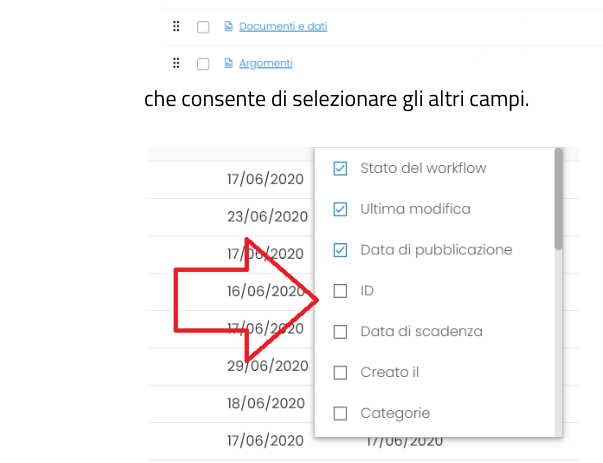 Documenti e dati
Argomenti
che consente di selezionare gli altri campi.
17/06/2020
Stato del workflow
23/06/2020
Ultima modifica
17/06/2020
Data di pubblicazione
16/06/2020
ID
17/06/2020
Data di scadenza
29/06/2020
Creato il
18/06/2020
Categorie
17/06/2020 17/06/2020